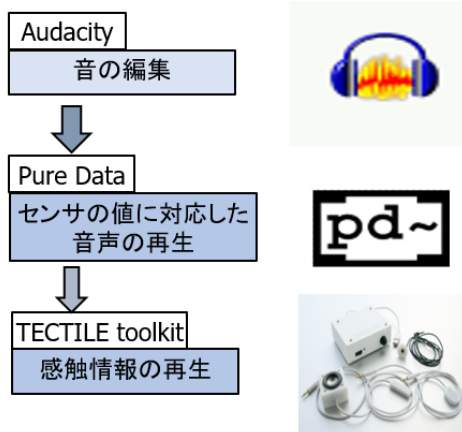 Audacity
音の編集
Pure Data
センサの値に対応した
音声の再生
pd~
TECTILE toolkit
感触情報の再生